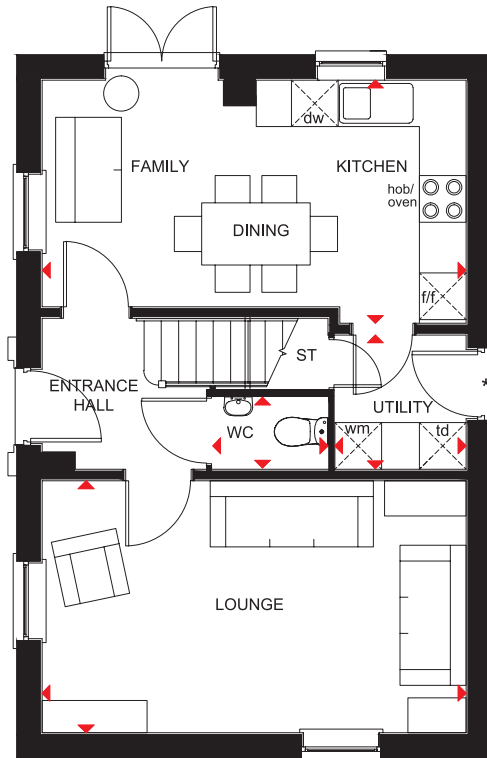 dw
FAMILY
KITCHEN
hob/
oven
DINING
f/f
ST
ENTRANCE
HALL
UTILITY
*
WC
wm
td
LOUNGE